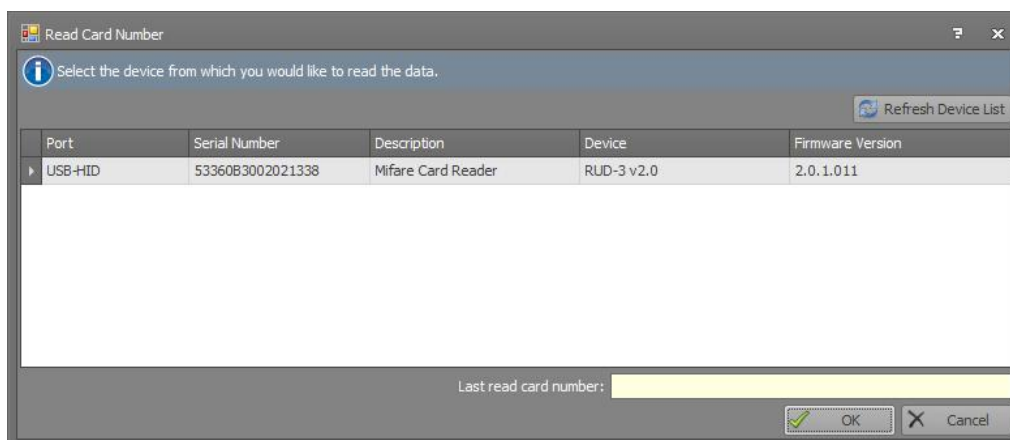 Read Card Number
Select the device from which you would like to read the data.
Refresh Device List
Port Serial Number Description Device Firmware Version
USB-HID 53360B3002021338 Mifare Card Reader RUD-3 v2.0 2.0.1.011
Last read card number:
OK Cancel